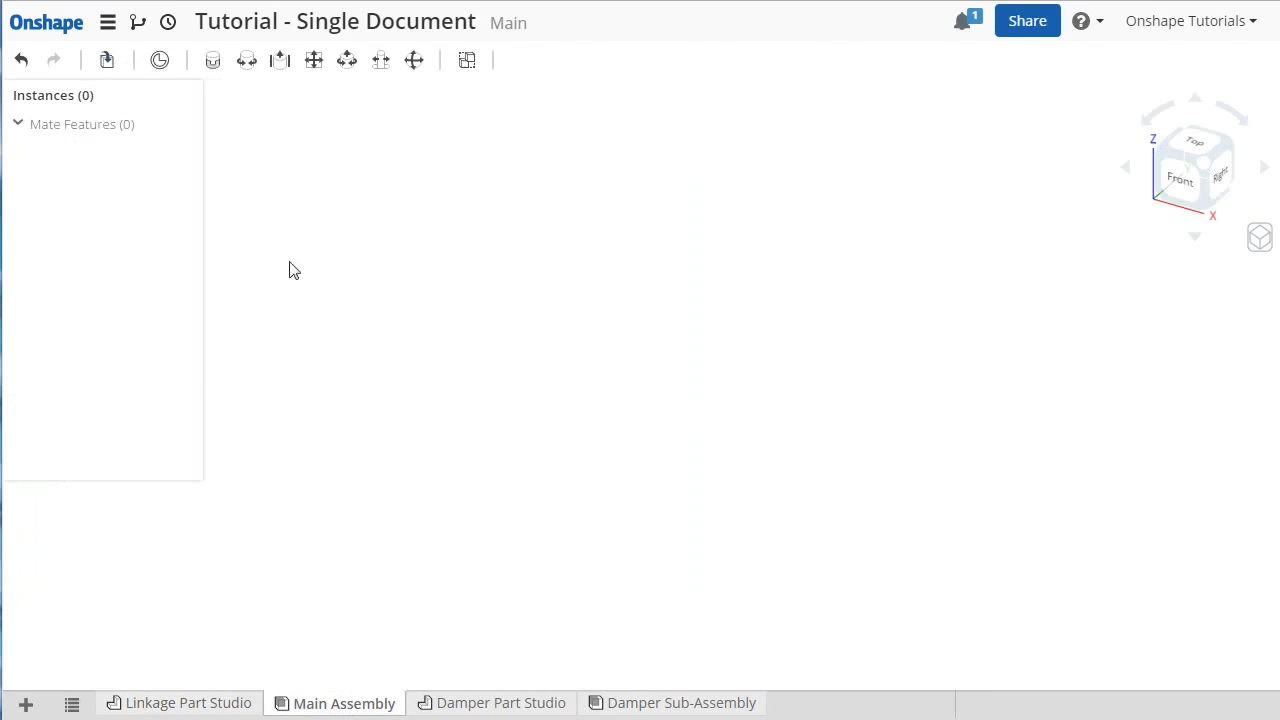 Onshape Tutorial - Single Document Main 1 Share Onshape Tutorials
Instances (0)
Mate Features (0)
Top
Z
Front
Right
Y
X
Linkage Part Studio Main Assembly Damper Part Studio Damper Sub-Assembly